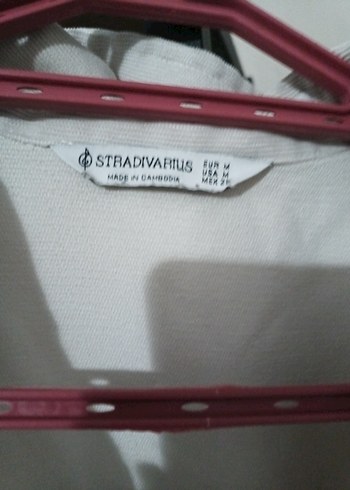 STRADIVARIUS
MADE IN CAMBODIA
EUR M
USA M
MEX